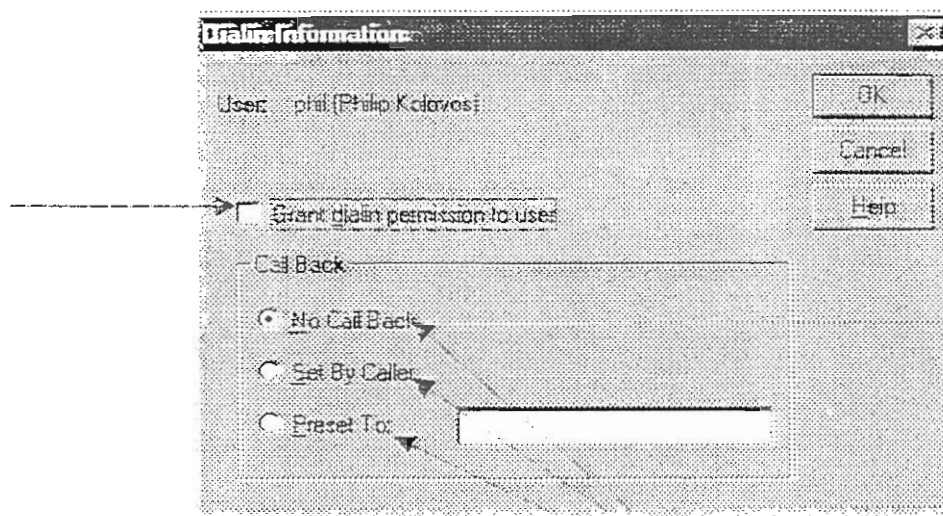 Dialin Information
User: phil (Philip Kolovos)
OK
Cancel
Help
Grant dialin permission to user
Call Back
No Call Back
Set By Caller
Preset To: